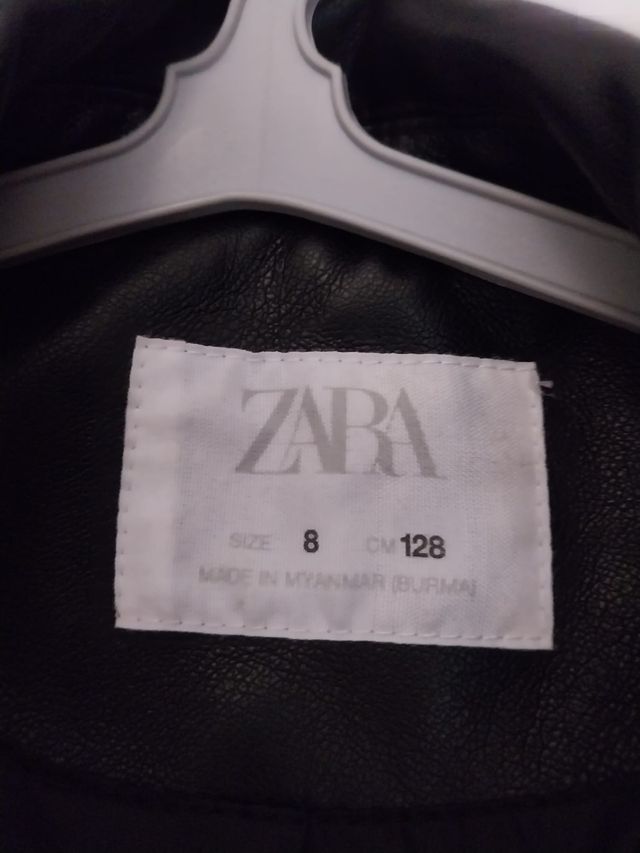 ZARA
SIZE 8 CM 128
MADE IN MYANMAR (BURMA)